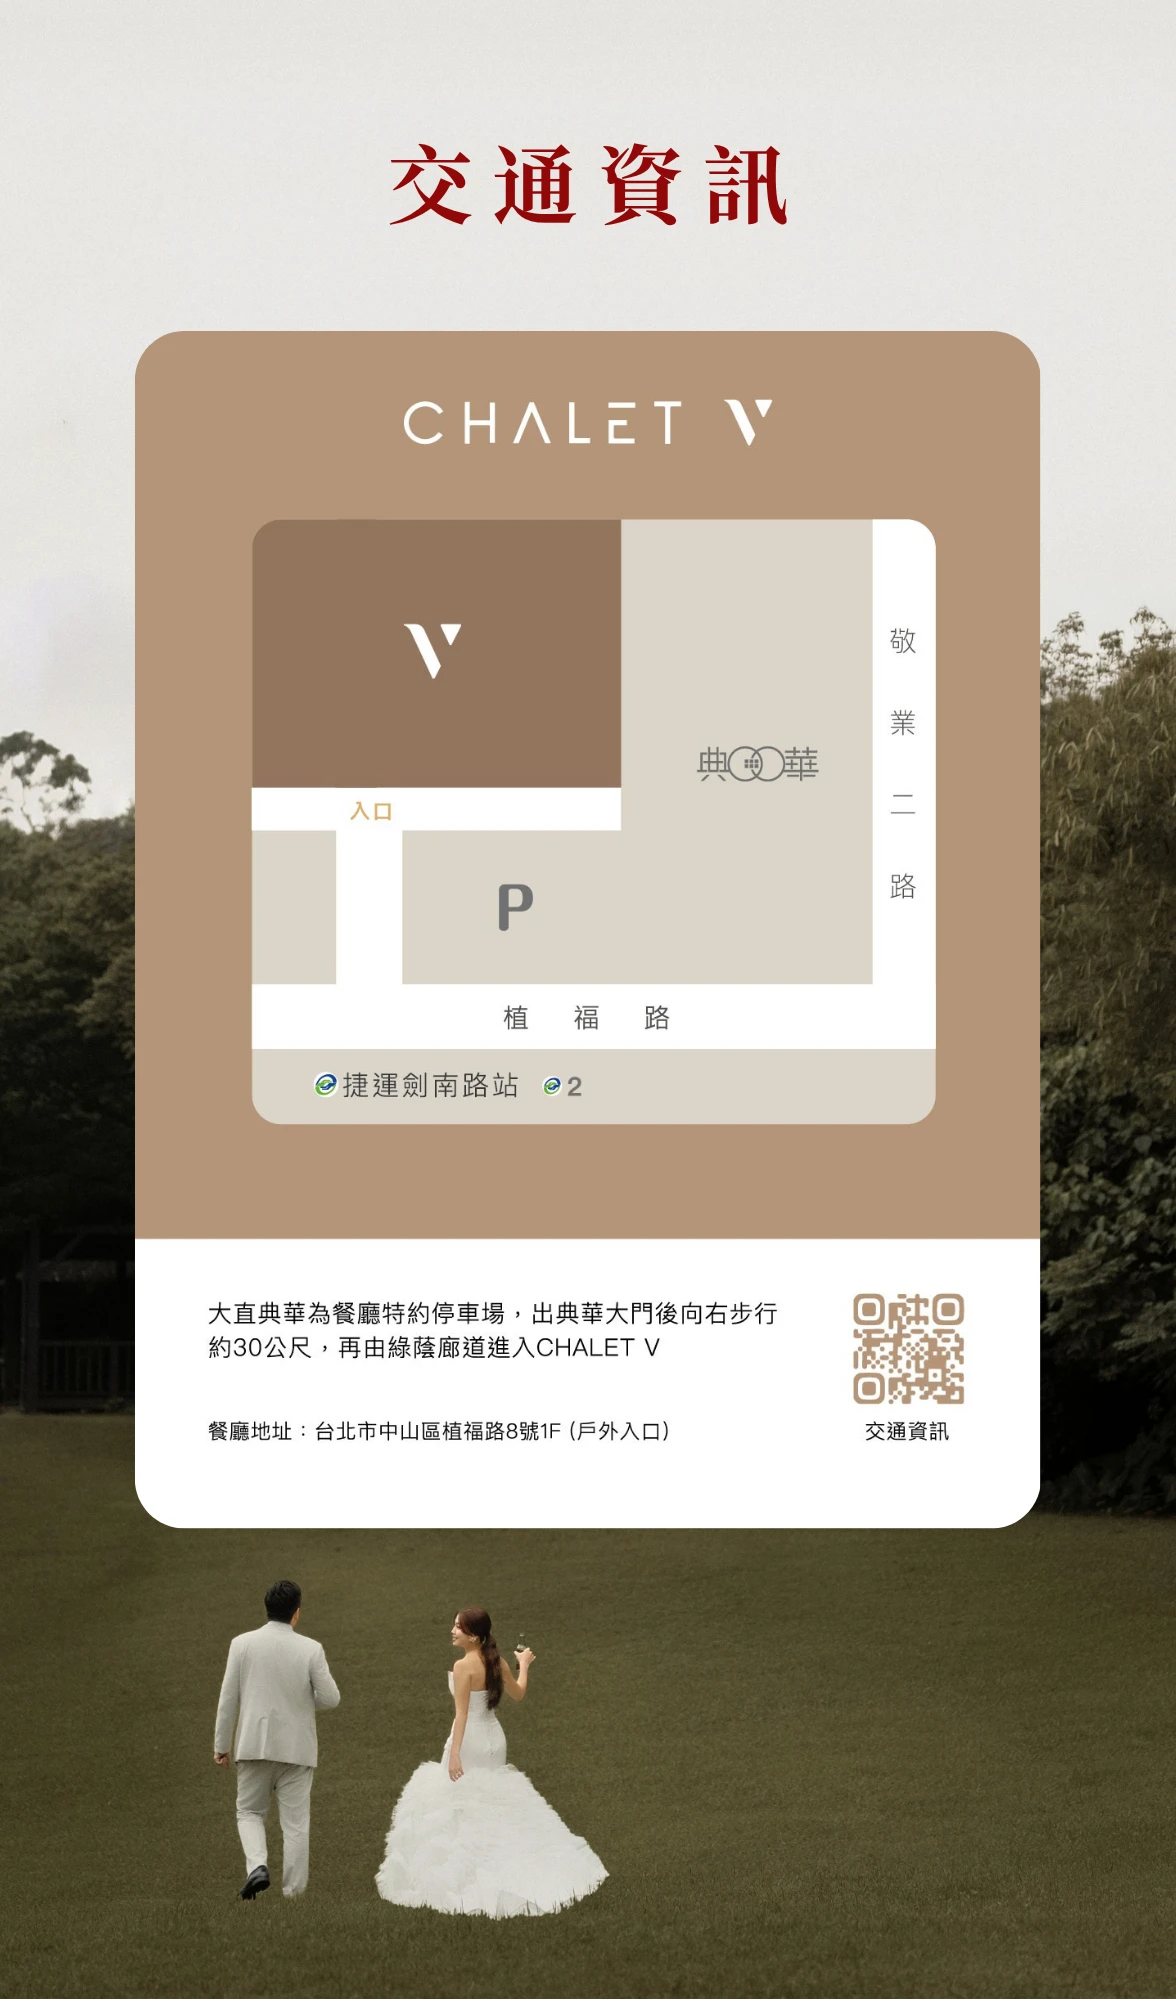 交通資訊
CHALET V
V
敬業二路
典華
入口
P
植福路
捷運劍南路站 2
大直典華為餐廳特約停車場，出典華大門後向右步行
約30公尺，再由綠蔭廊道進入CHALET V
餐廳地址：台北市中山區植福路8號1F (戶外入口)
交通資訊